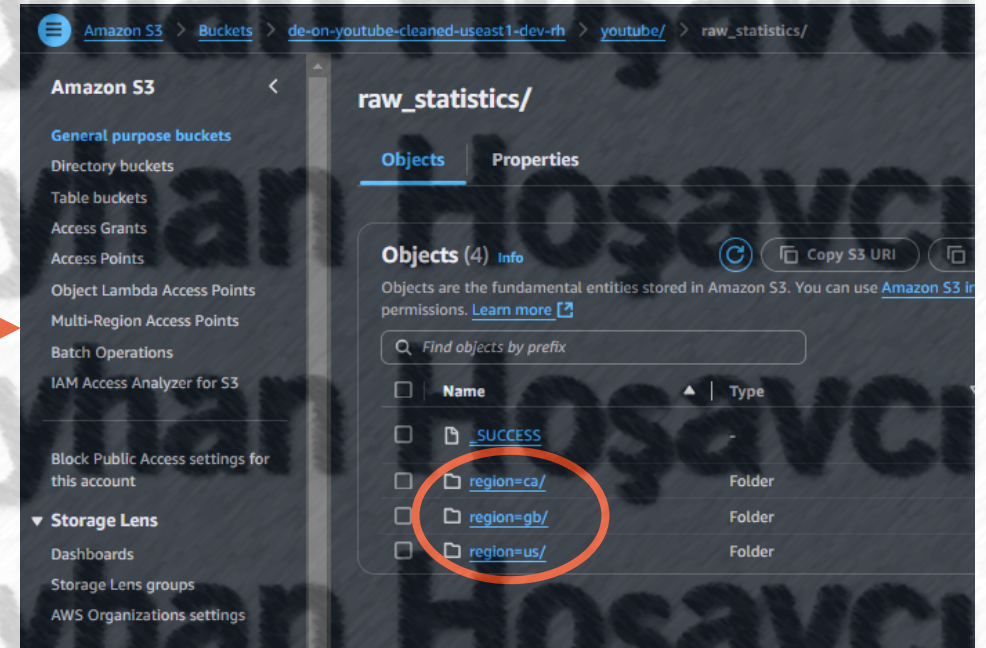 Amazon S3 > Buckets > de-on-youtube-cleaned-useast1-dev-rh > youtube/ > raw_statistics/
Amazon S3
General purpose buckets
Directory buckets
Table buckets
Access Grants
Access Points
Object Lambda Access Points
Multi-Region Access Points
Batch Operations
IAM Access Analyzer for S3
Block Public Access settings for
this account
Storage Lens
Dashboards
Storage Lens groups
AWS Organizations settings
raw_statistics/
Objects Properties
Objects (4) Info
Copy S3 URI
Objects are the fundamental entities stored in Amazon S3. You can use Amazon S3 in
permissions. Learn more
Find objects by prefix
Name Type
_SUCCESS -
region=ca/ Folder
region=gb/ Folder
region=us/ Folder